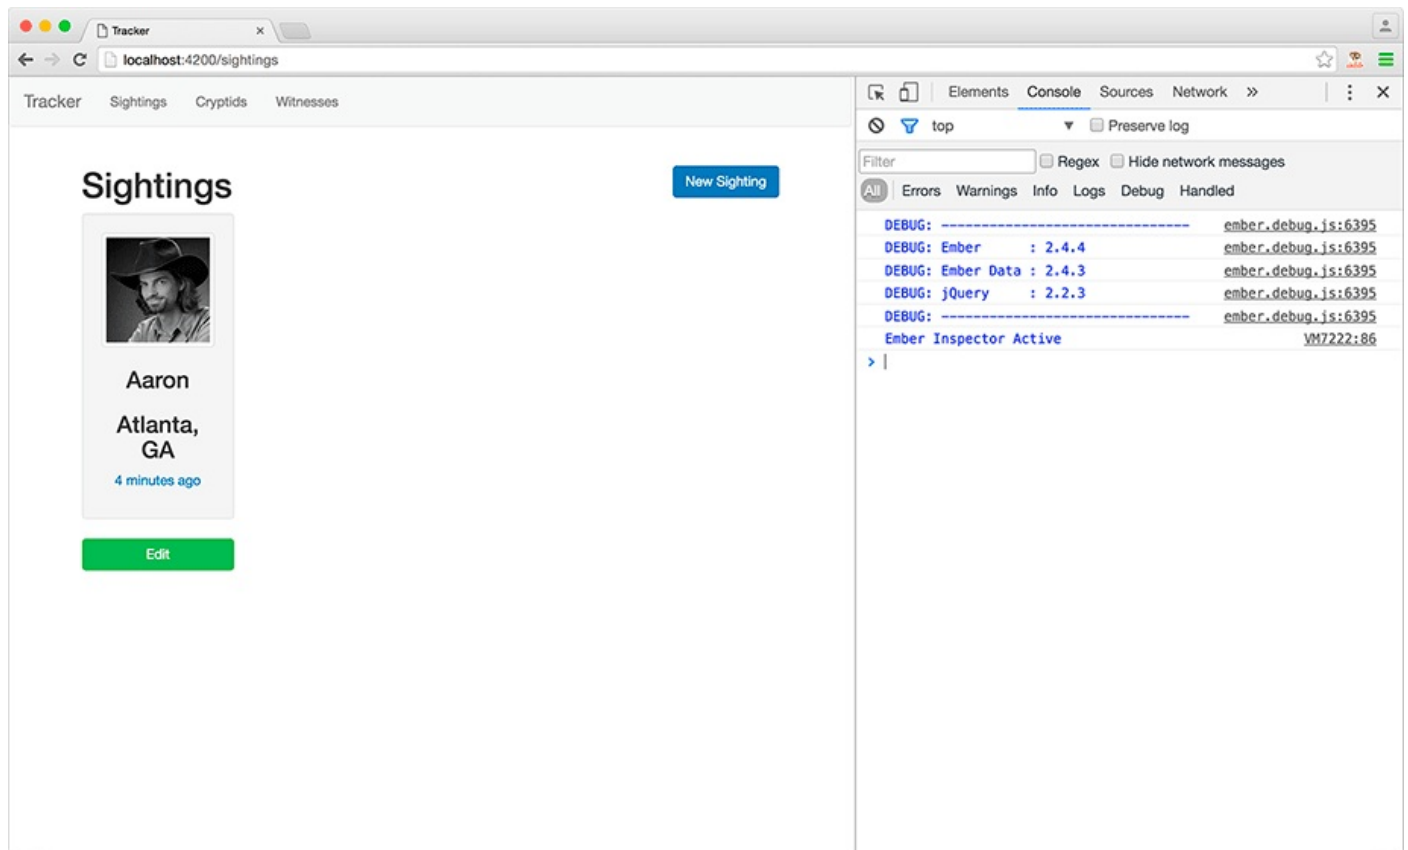 Tracker
localhost:4200/sightings
Tracker Sightings Cryptids Witnesses
Sightings
New Sighting
Aaron
Atlanta,
GA
4 minutes ago
Edit
Elements Console Sources Network »
top ▼ Preserve log
Filter Regex Hide network messages
All Errors Warnings Info Logs Debug Handled
DEBUG: ------------------------------- ember.debug.js:6395
DEBUG: Ember : 2.4.4 ember.debug.js:6395
DEBUG: Ember Data : 2.4.3 ember.debug.js:6395
DEBUG: jQuery : 2.2.3 ember.debug.js:6395
DEBUG: ------------------------------- ember.debug.js:6395
Ember Inspector Active VM7222:86
>